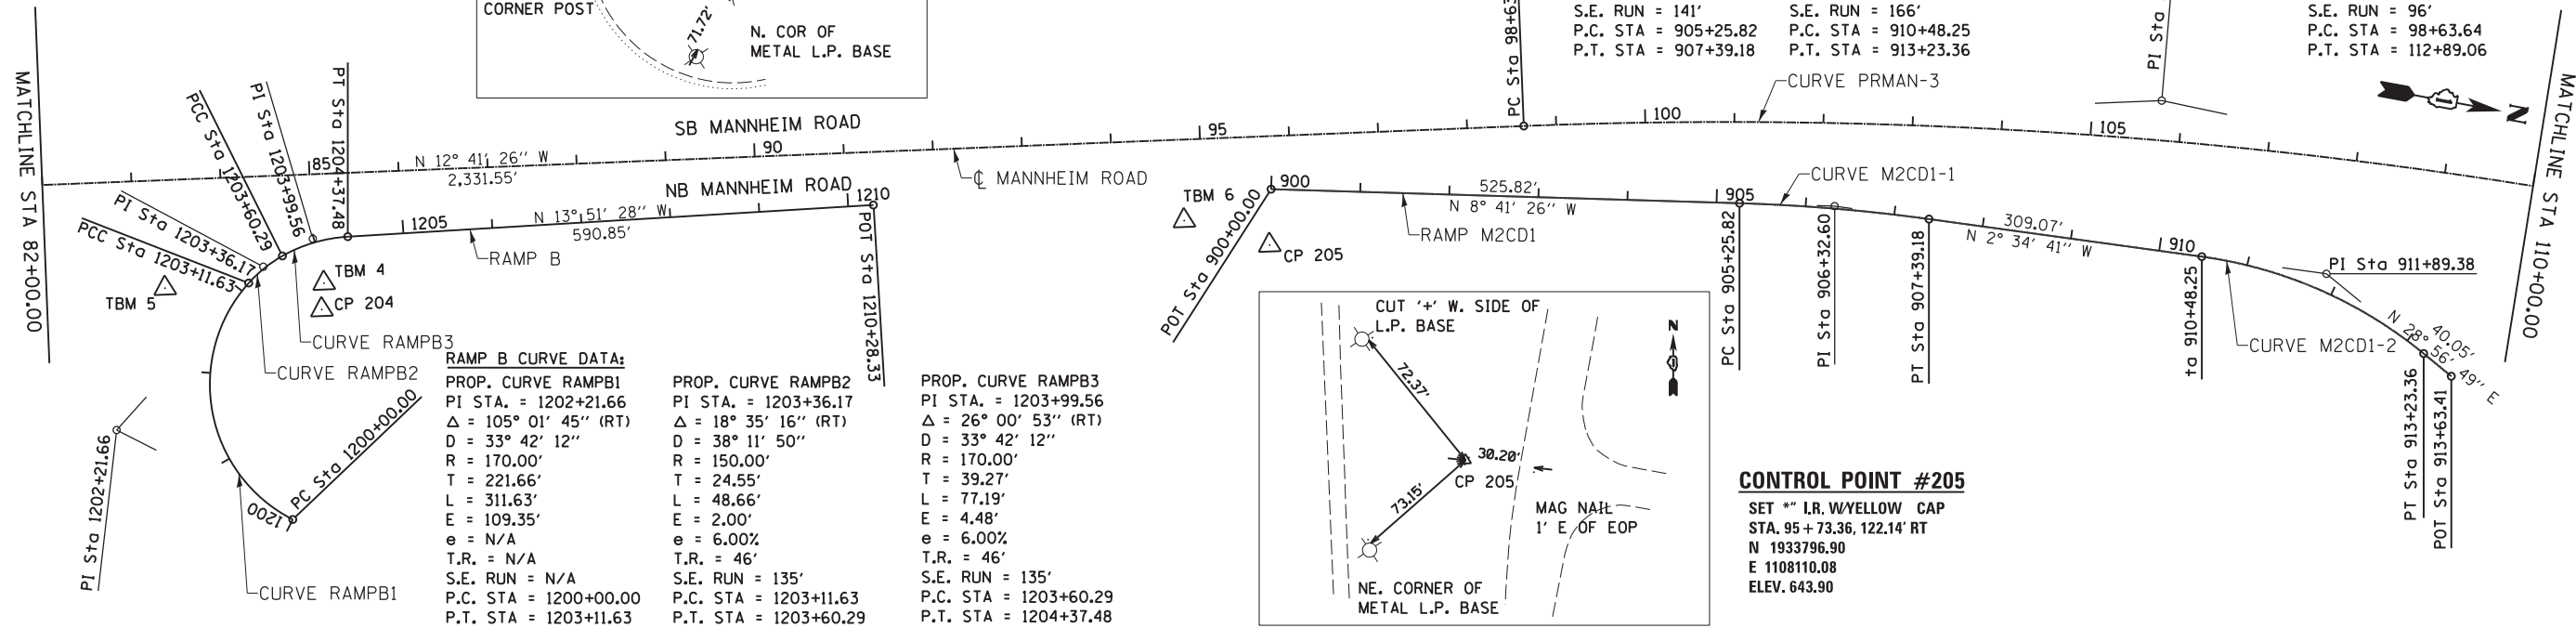 MATCHLINE STA 82+00.00
CORNER POST
71.72'
N. COR OF
METAL L.P. BASE
S.E. RUN = 141'
P.C. STA = 905+25.82
P.T. STA = 907+39.18
S.E. RUN = 166'
P.C. STA = 910+48.25
P.T. STA = 913+23.36
S.E. RUN = 96'
P.C. STA = 98+63.64
P.T. STA = 112+89.06
PI Sta
PC Sta 98+63
CURVE PRMAN-3
N
MATCHLINE STA 110+00.00
PCC Sta 1203+60.29
PI Sta 1203+99.56
PT Sta 1204+37.48
PI Sta 1203+36.17
PCC Sta 1203+11.63
85
SB MANNHEIM ROAD
90
95
100
105
N 12° 41' 26" W
2,331.55'
℄ MANNHEIM ROAD
NB MANNHEIM ROAD
1205
1210
N 13° 51' 28" W
590.85'
RAMP B
POT Sta 1210+28.33
TBM 5
TBM 4
CP 204
CURVE RAMPB3
CURVE RAMPB2
PI Sta 1202+21.66
1200
PC Sta 1200+00.00
CURVE RAMPB1
TBM 6
CP 205
POT Sta 900+00.00
900
525.82'
N 8° 41' 26" W
RAMP M2CD1
905
CURVE M2CD1-1
PC Sta 905+25.82
PI Sta 906+32.60
PT Sta 907+39.18
309.07'
N 2° 34' 41" W
910
ta 910+48.25
PI Sta 911+89.38
CURVE M2CD1-2
40.05'
N 28° 56' 49" E
PT Sta 913+23.36
POT Sta 913+63.41
RAMP B CURVE DATA:
PROP. CURVE RAMPB1
PI STA. = 1202+21.66
Δ = 105° 01' 45" (RT)
D = 33° 42' 12"
R = 170.00'
T = 221.66'
L = 311.63'
E = 109.35'
e = N/A
T.R. = N/A
S.E. RUN = N/A
P.C. STA = 1200+00.00
P.T. STA = 1203+11.63
PROP. CURVE RAMPB2
PI STA. = 1203+36.17
Δ = 18° 35' 16" (RT)
D = 38° 11' 50"
R = 150.00'
T = 24.55'
L = 48.66'
E = 2.00'
e = 6.00%
T.R. = 46'
S.E. RUN = 135'
P.C. STA = 1203+11.63
P.T. STA = 1203+60.29
PROP. CURVE RAMPB3
PI STA. = 1203+99.56
Δ = 26° 00' 53" (RT)
D = 33° 42' 12"
R = 170.00'
T = 39.27'
L = 77.19'
E = 4.48'
e = 6.00%
T.R. = 46'
S.E. RUN = 135'
P.C. STA = 1203+60.29
P.T. STA = 1204+37.48
CUT '+' W. SIDE OF
L.P. BASE
N
72.37'
30.20'
CP 205
73.15'
MAG NAIL
1' E OF EOP
NE. CORNER OF
METAL L.P. BASE
CONTROL POINT #205
SET *" I.R. W/YELLOW CAP
STA. 95+73.36, 122.14' RT
N 1933796.90
E 1108110.08
ELEV. 643.90